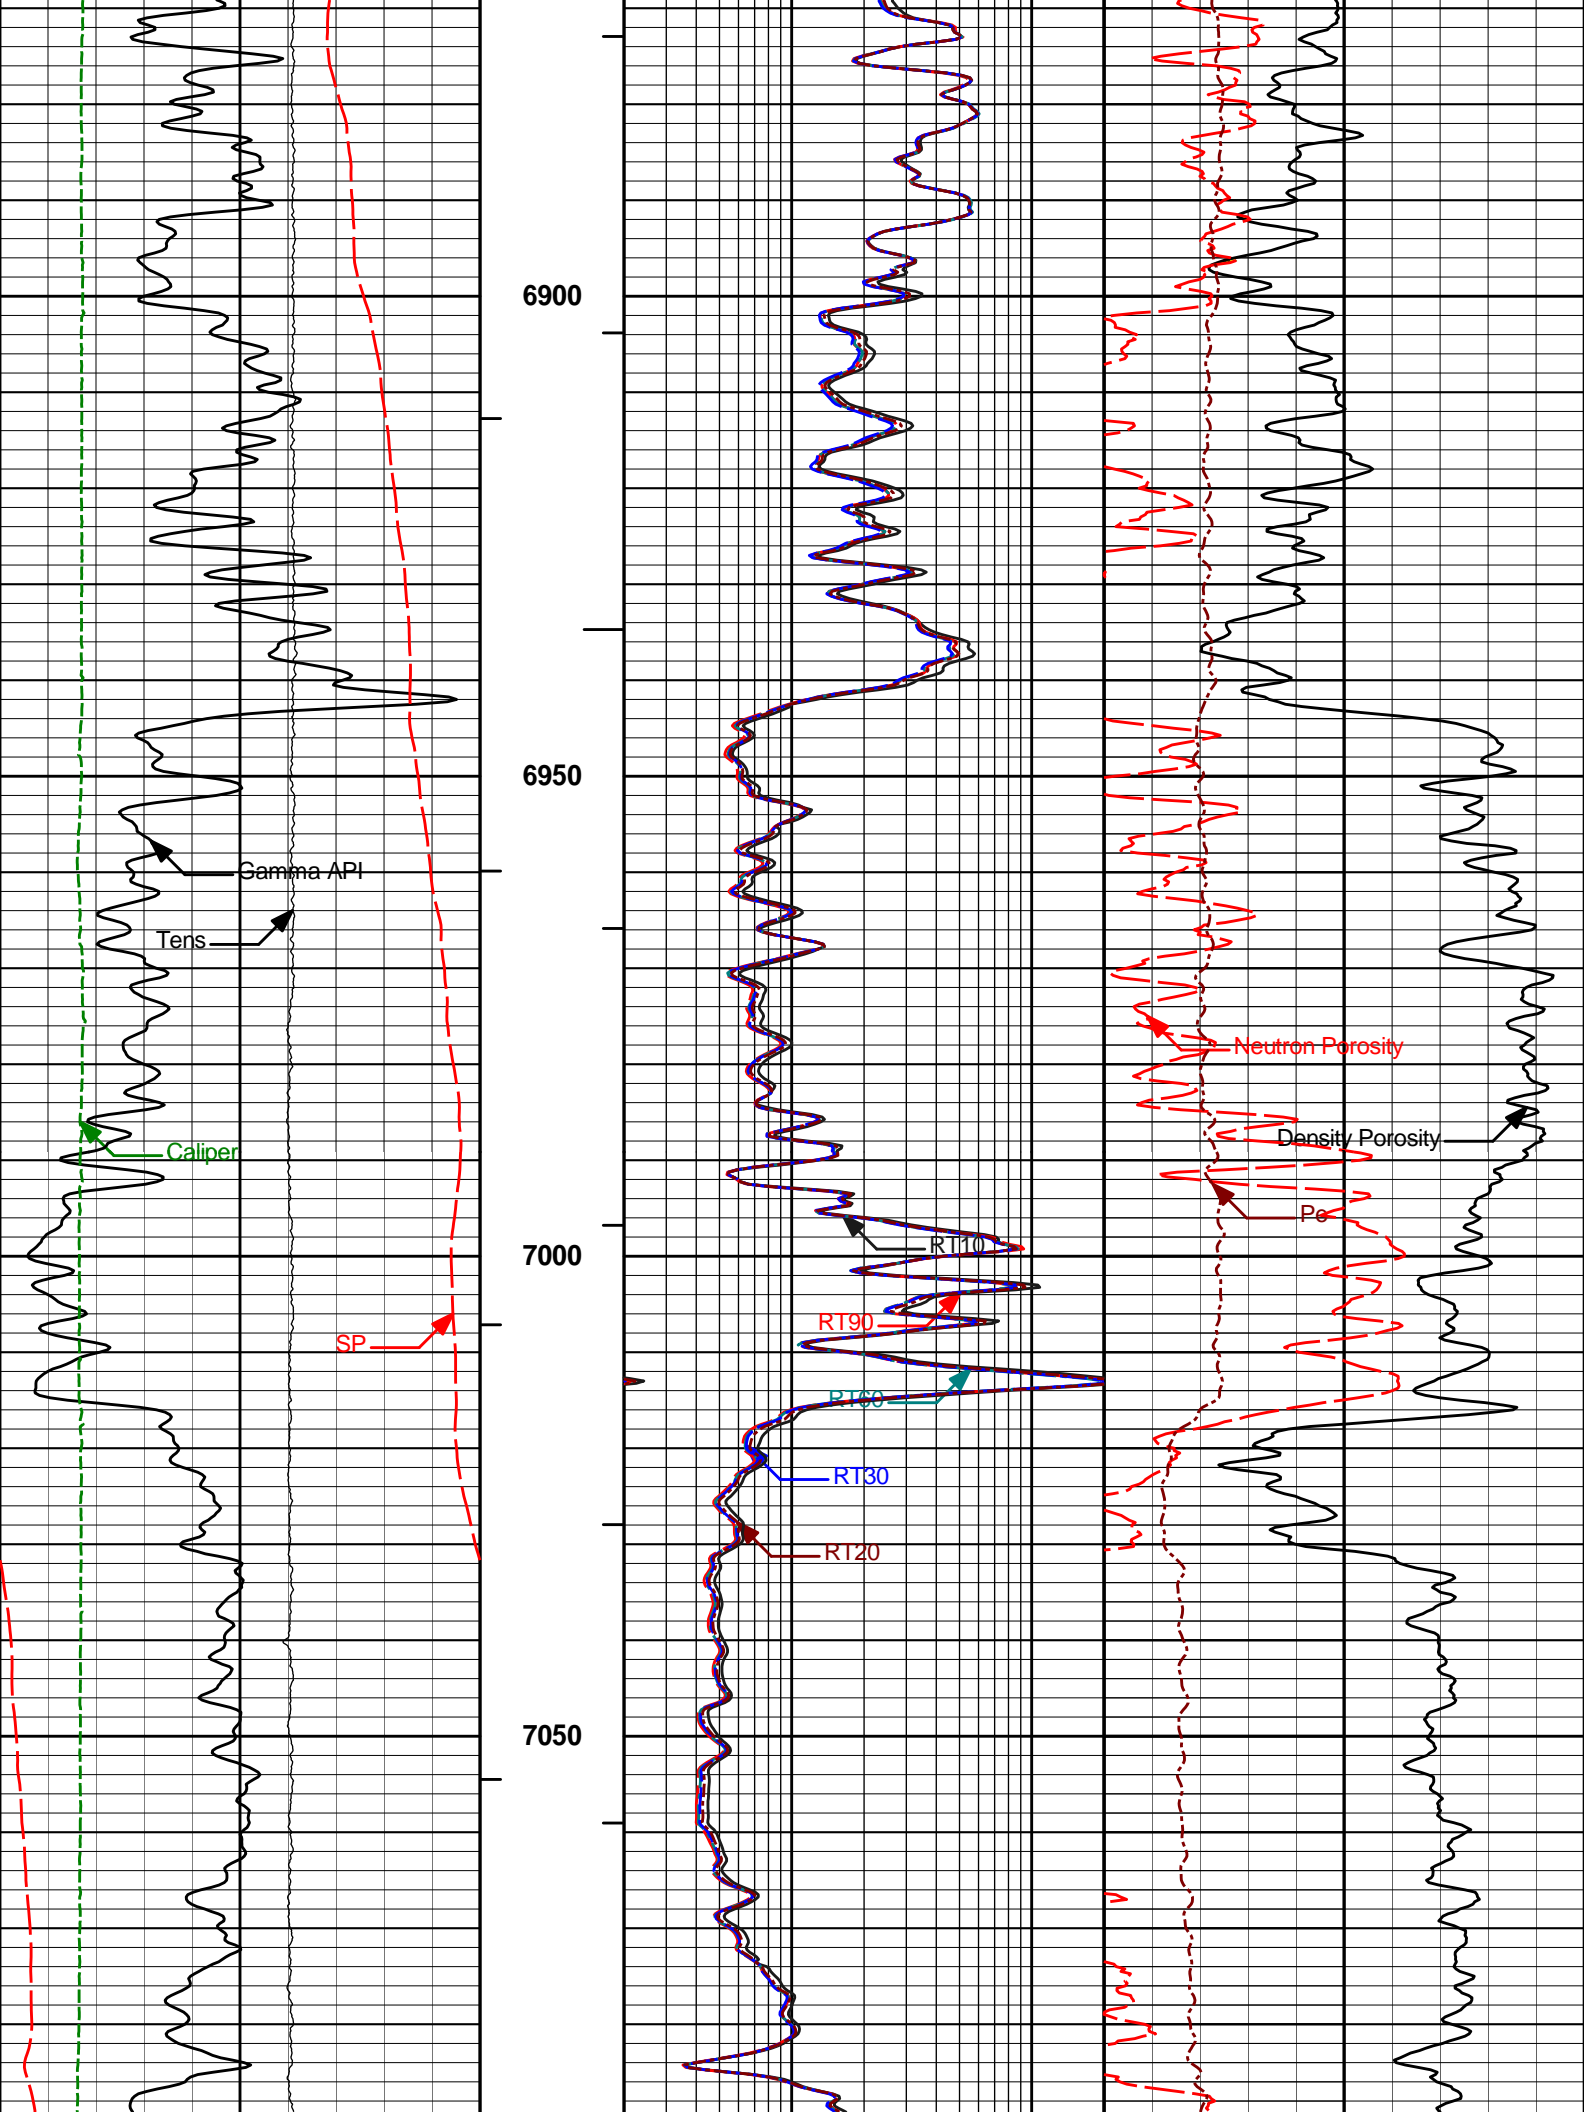 6900
6950
Gamma API
Tens
Neutron Porosity
Density Porosity
Caliper
Pe
RT10
7000
RT90
SP
RT60
RT30
RT20
7050